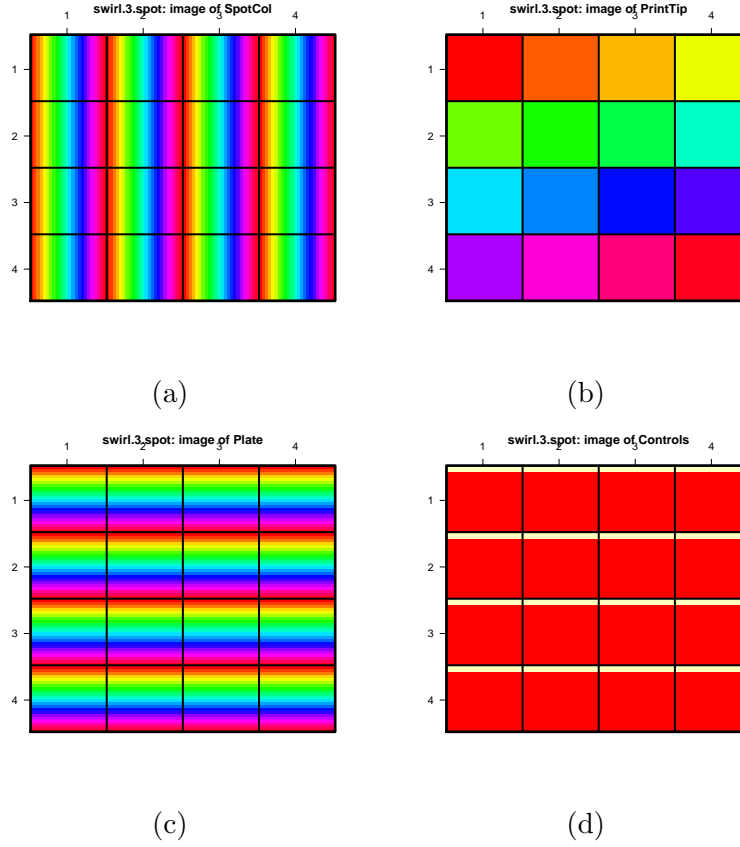 swirl.3.spot: image of SpotCol
1 2 3 4
1
2
3
4
(a)
swirl.3.spot: image of PrintTip
1 2 3 4
1
2
3
4
(b)
swirl.3.spot: image of Plate
1 2 3 4
1
2
3
4
(c)
swirl.3.spot: image of Controls
1 2 3 4
1
2
3
4
(d)